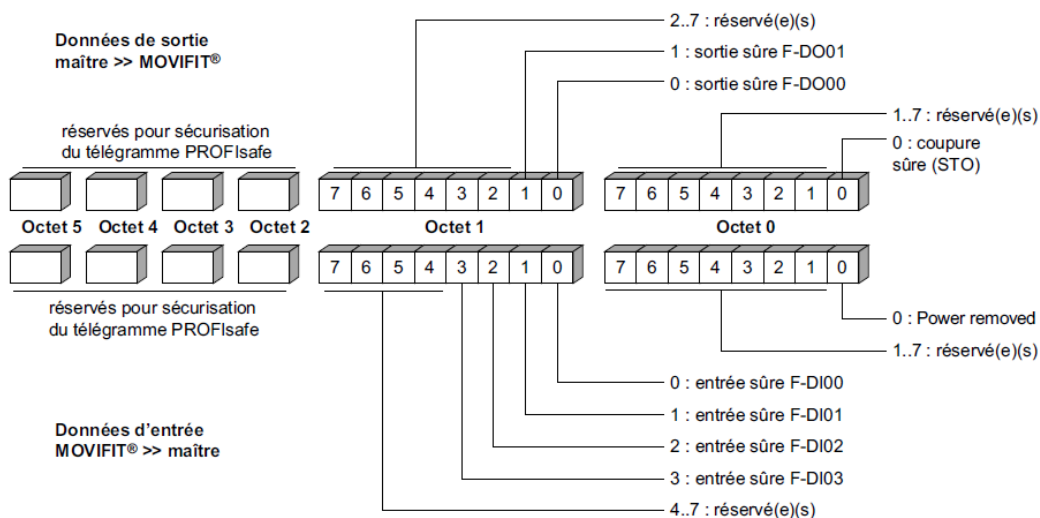 2..7 : réservé(e)(s)
Données de sortie
maître >> MOVIFIT®
1 : sortie sûre F-DO01
0 : sortie sûre F-DO00
1..7 : réservé(e)(s)
réservés pour sécurisation
du télégramme PROFIsafe
0 : coupure
sûre (STO)
7 6 5 4 3 2 1 0 7 6 5 4 3 2 1 0
Octet 5 Octet 4 Octet 3 Octet 2 Octet 1 Octet 0
7 6 5 4 3 2 1 0 7 6 5 4 3 2 1 0
réservés pour sécurisation
du télégramme PROFIsafe
0 : Power removed
1..7 : réservé(e)(s)
0 : entrée sûre F-DI00
1 : entrée sûre F-DI01
Données d'entrée
MOVIFIT® >> maître
2 : entrée sûre F-DI02
3 : entrée sûre F-DI03
4..7 : réservé(e)(s)